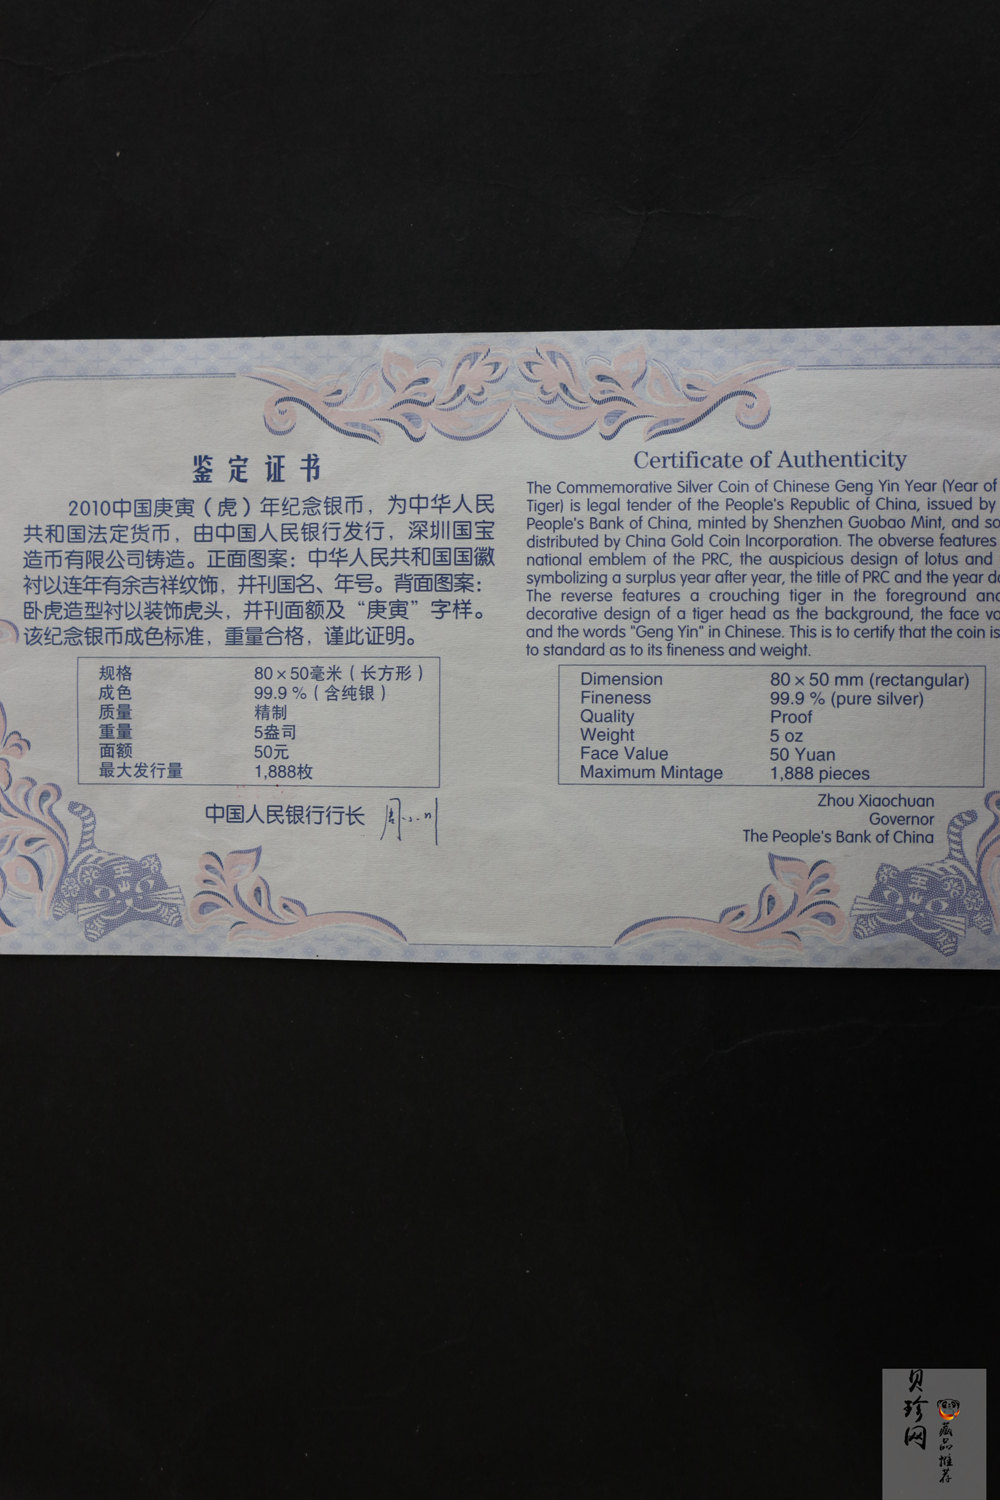 鉴定证书
2010中国庚寅（虎）年纪念银币，为中华人民
共和国法定货币，由中国人民银行发行，深圳国宝
造币有限公司铸造。正面图案：中华人民共和国国徽
衬以连年有余吉祥纹饰，并刊国名、年号。背面图案：
卧虎造型衬以装饰虎头，并刊面额及“庚寅”字样。
该纪念银币成色标准，重量合格，谨此证明。
规格 80×50毫米（长方形）
成色 99.9％（含纯银）
质量 精制
重量 5盎司
面额 50元
最大发行量 1,888枚
中国人民银行行长
Certificate of Authenticity
The Commemorative Silver Coin of Chinese Geng Yin Year (Year of
Tiger) is legal tender of the People's Republic of China, issued by
People's Bank of China, minted by Shenzhen Guobao Mint, and so
distributed by China Gold Coin Incorporation. The obverse features
national emblem of the PRC, the auspicious design of lotus and
symbolizing a surplus year after year, the title of PRC and the year da
The reverse features a crouching tiger in the foreground and
decorative design of a tiger head as the background, the face va
and the words "Geng Yin" in Chinese. This is to certify that the coin is
to standard as to its fineness and weight.
Dimension 80×50 mm (rectangular)
Fineness 99.9 % (pure silver)
Quality Proof
Weight 5 oz
Face Value 50 Yuan
Maximum Mintage 1,888 pieces
Zhou Xiaochuan
Governor
The People's Bank of China
贝珍网
藏品推荐